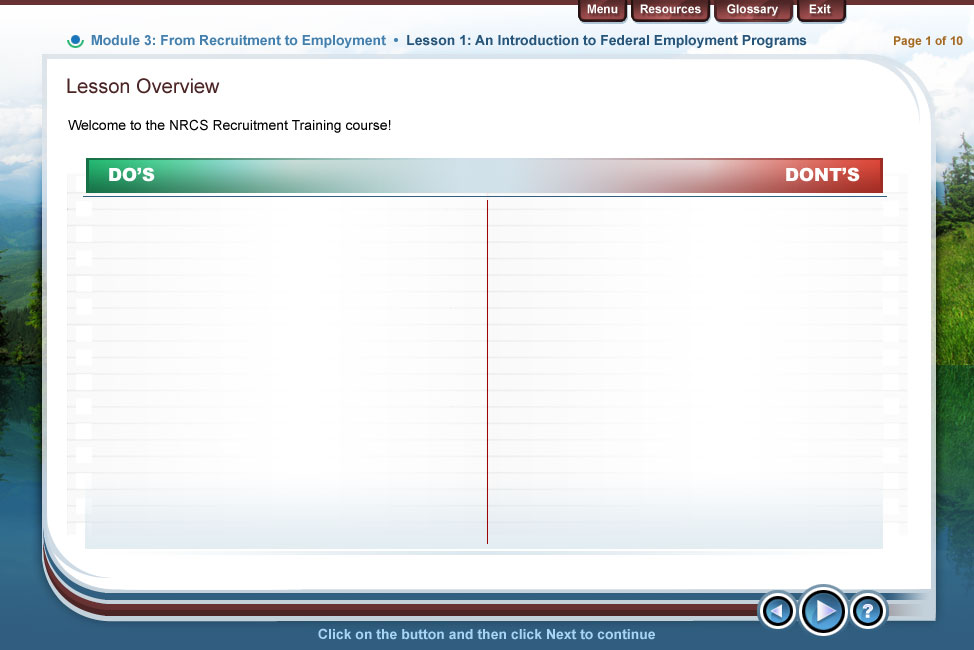 Menu Resources Glossary Exit
Module 3: From Recruitment to Employment • Lesson 1: An Introduction to Federal Employment Programs Page 1 of 10
Lesson Overview
Welcome to the NRCS Recruitment Training course!
DO'S DONT'S
?
Click on the button and then click Next to continue